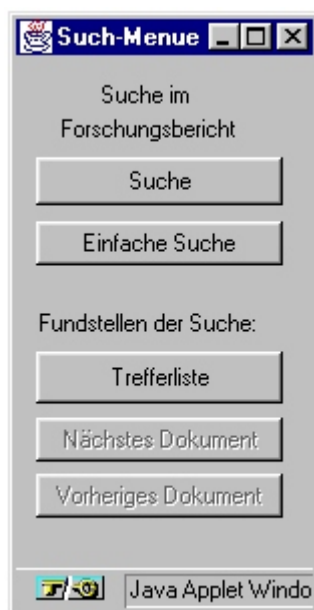 Such-Menue
Suche im
Forschungsbericht
Suche
Einfache Suche
Fundstellen der Suche:
Trefferliste
Nächstes Dokument
Vorheriges Dokument
Java Applet Windo